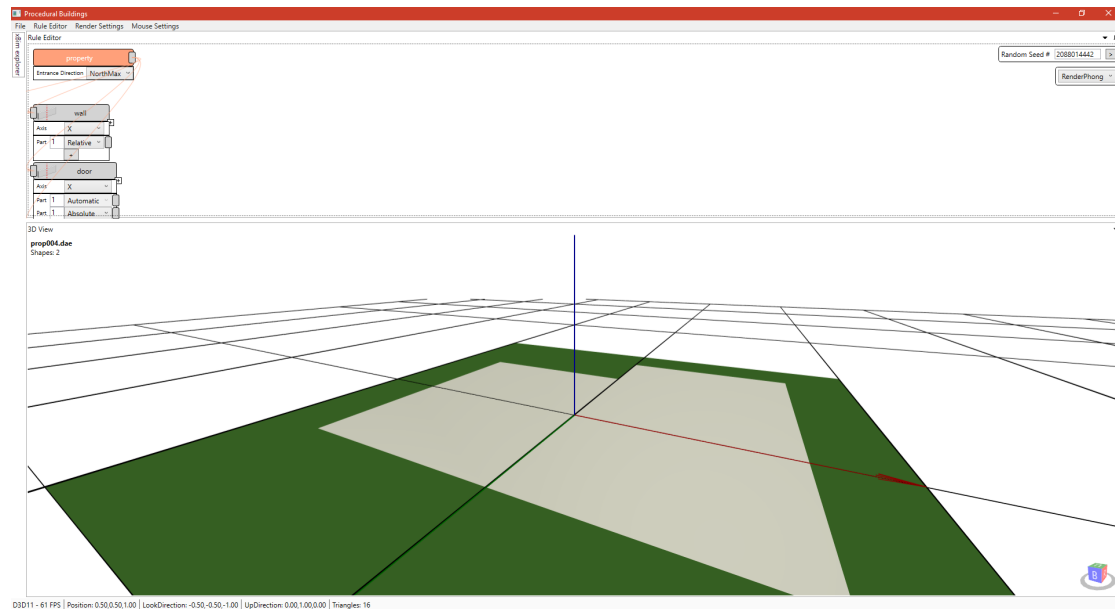 Procedural Buildings
File Rule Editor Render Settings Mouse Settings
xBim explorer
Rule Editor
property
Entrance Direction NorthMax
Random Seed # 2088014442 >
RenderPhong
wall
Axis X
Part 1 Relative
+
door
Axis X
Part 1 Automatic
Part 1 Absolute
3D View
prop004.dae
Shapes: 2
B
D3D11 - 61 FPS | Position: 0.50,0.50,1.00 | LookDirection: -0.50,-0.50,-1.00 | UpDirection: 0.00,1.00,0.00 | Triangles: 16